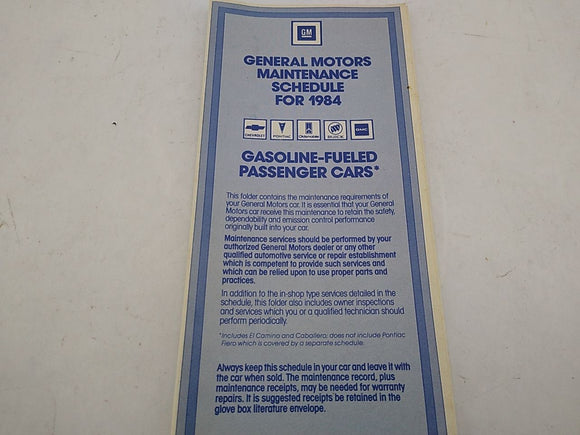 GM
GENERAL MOTORS
MAINTENANCE
SCHEDULE
FOR 1984
CHEVROLET PONTIAC Oldsmobile BUICK GMC
GASOLINE-FUELED
PASSENGER CARS*
This folder contains the maintenance requirements of
your General Motors car. It is essential that your General
Motors car receive this maintenance to retain the safety,
dependability and emission control performance
originally built into your car.
Maintenance services should be performed by your
authorized General Motors dealer or any other
qualified automotive service or repair establishment
which is competent to provide such services and
which can be relied upon to use proper parts and
practices.
In addition to the in-shop type services detailed in the
schedule, this folder also includes owner inspections
and services which you or a qualified technician should
perform periodically.
*Includes El Camino and Caballero; does not include Pontiac
Fiero which is covered by a separate schedule.
Always keep this schedule in your car and leave it with
the car when sold. The maintenance record, plus
maintenance receipts, may be needed for warranty
repairs. It is suggested receipts be retained in the
glove box literature envelope.